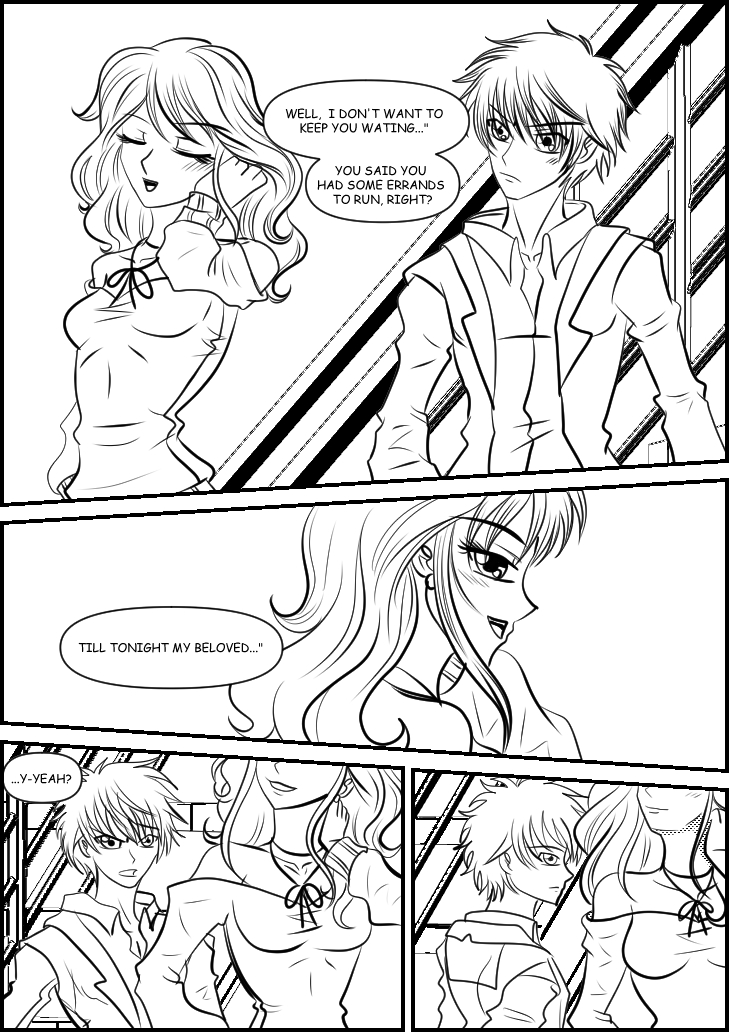 WELL, I DON'T WANT TO
KEEP YOU WATING..."
YOU SAID YOU
HAD SOME ERRANDS
TO RUN, RIGHT?
TILL TONIGHT MY BELOVED..."
...Y-YEAH?